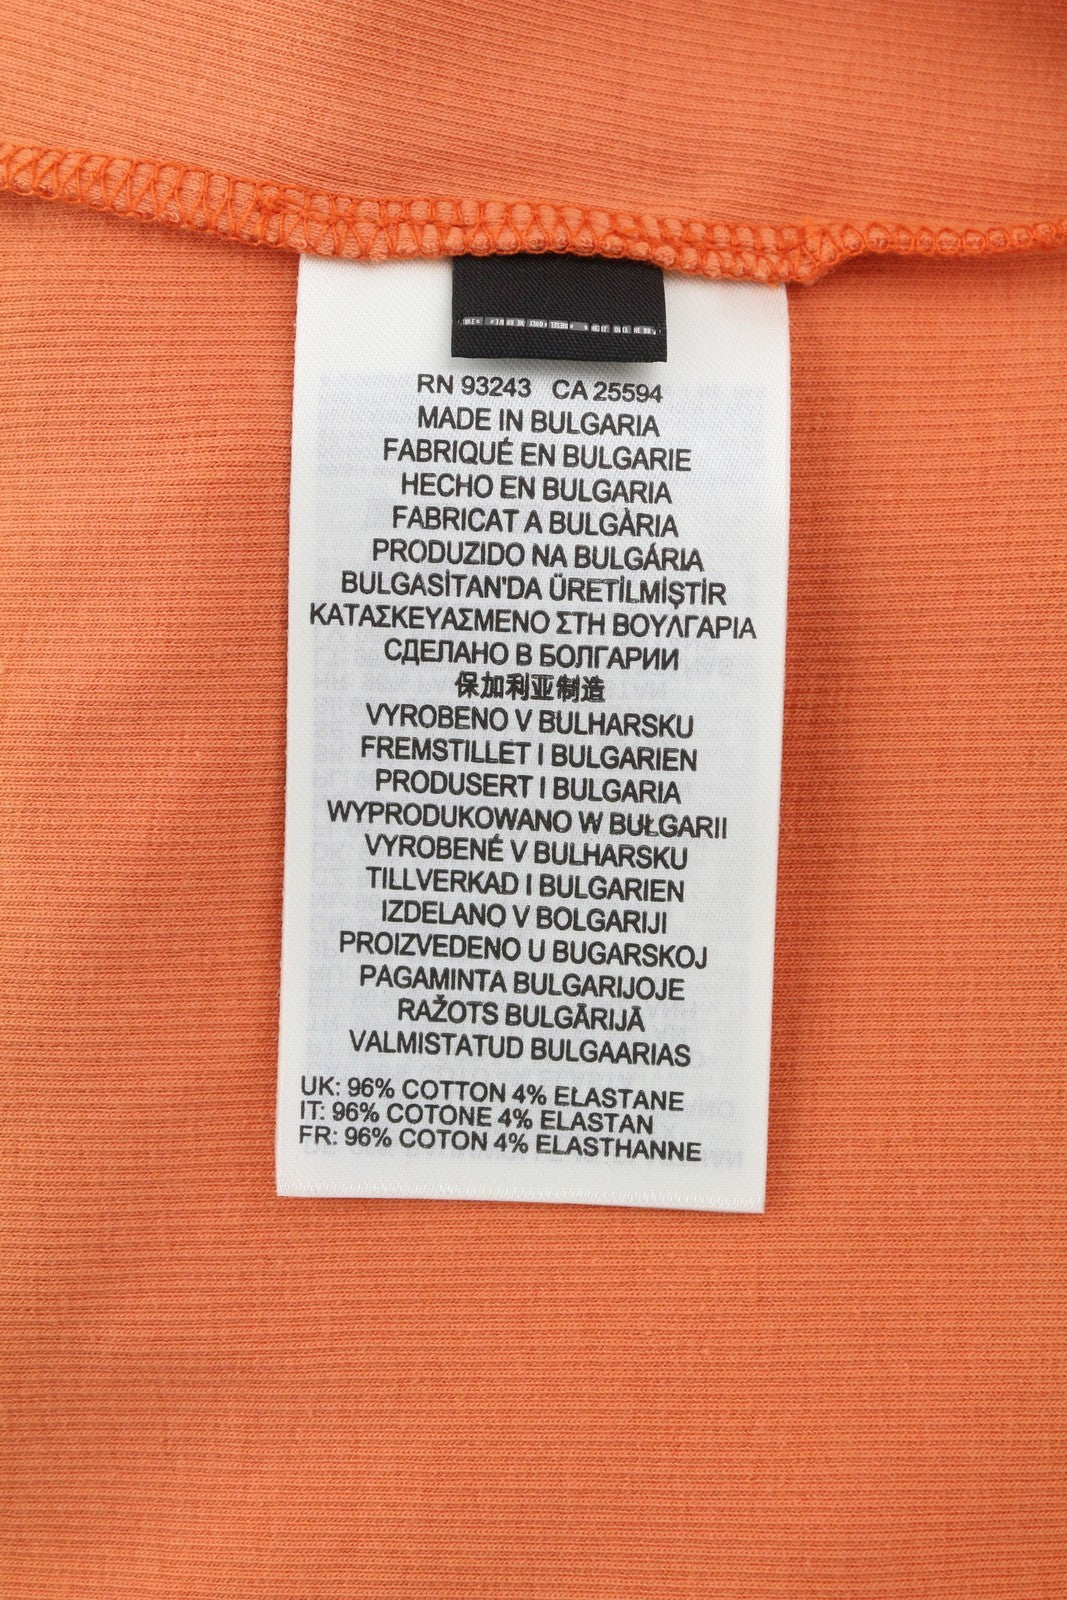 RN 93243 CA 25594
MADE IN BULGARIA
FABRIQUÉ EN BULGARIE
HECHO EN BULGARIA
FABRICAT A BULGÀRIA
PRODUZIDO NA BULGÁRIA
BULGASİTAN'DA ÜRETİLMİŞTİR
ΚΑΤΑΣΚΕΥΑΣΜΕΝΟ ΣΤΗ ΒΟΥΛΓΑΡΙΑ
СДЕЛАНО В БОЛГАРИИ
保加利亚制造
VYROBENO V BULHARSKU
FREMSTILLET I BULGARIEN
PRODUSERT I BULGARIA
WYPRODUKOWANO W BUŁGARII
VYROBENÉ V BULHARSKU
TILLVERKAD I BULGARIEN
IZDELANO V BOLGARIJI
PROIZVEDENO U BUGARSKOJ
PAGAMINTA BULGARIJOJE
RAŽOTS BULGĀRIJĀ
VALMISTATUD BULGAARIAS
UK: 96% COTTON 4% ELASTANE
IT: 96% COTONE 4% ELASTAN
FR: 96% COTON 4% ELASTHANNE